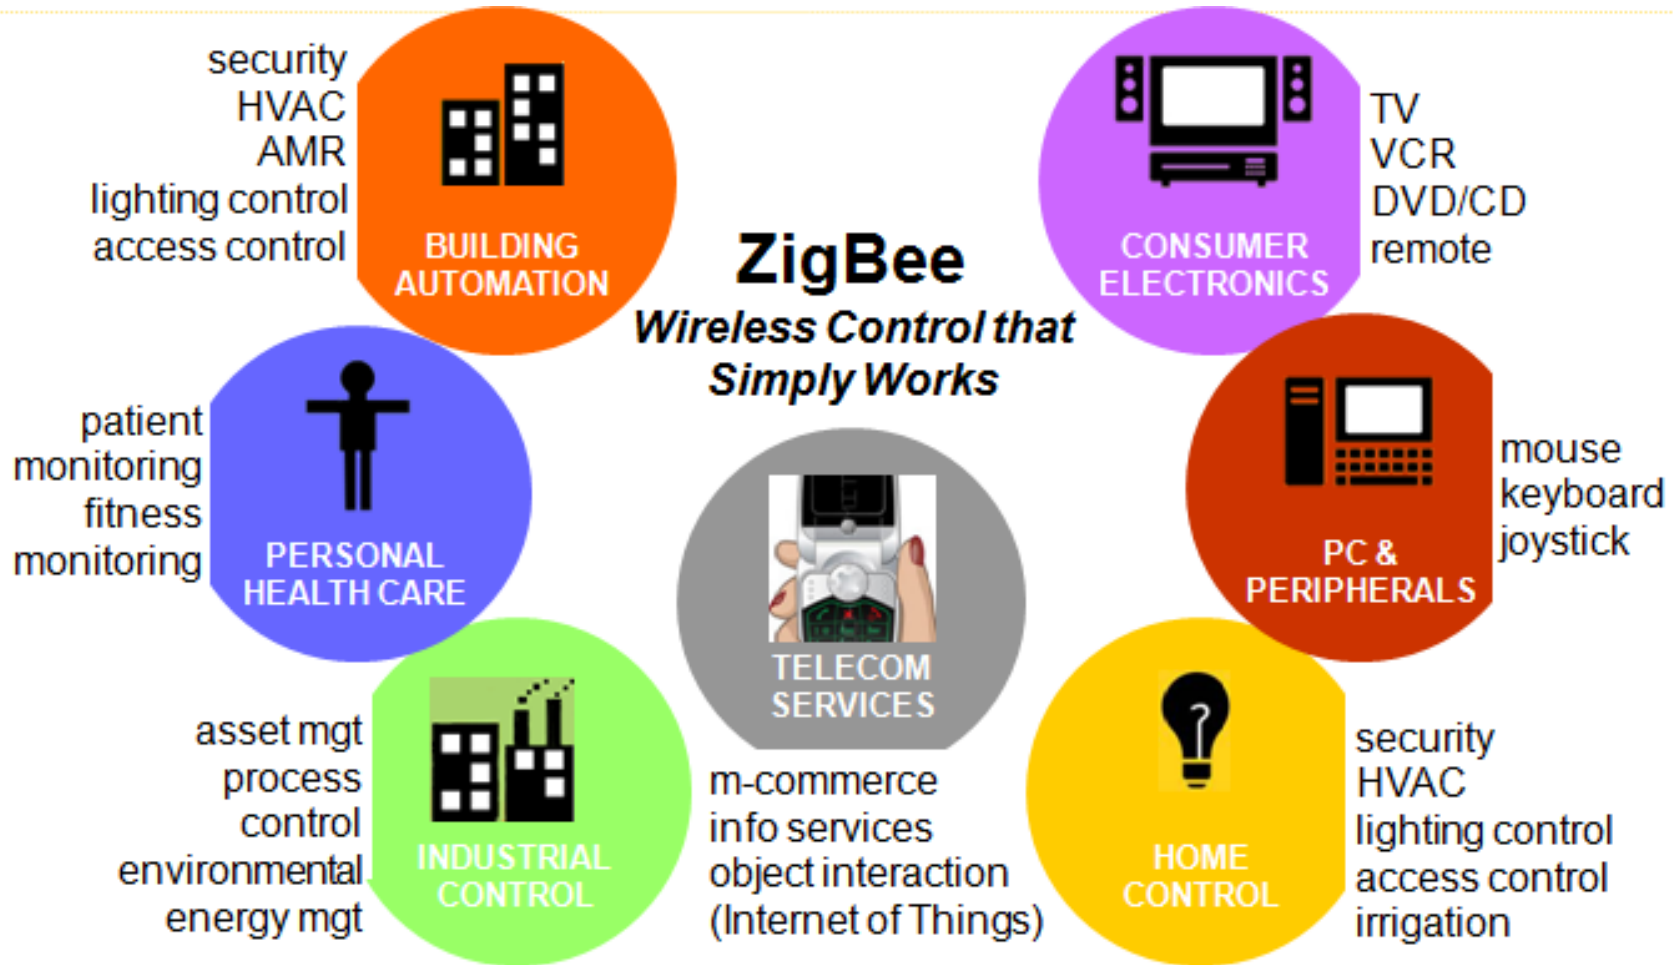 security
HVAC
AMR
lighting control
access control
BUILDING
AUTOMATION
CONSUMER
ELECTRONICS
TV
VCR
DVD/CD
remote
ZigBee
Wireless Control that
Simply Works
patient
monitoring
fitness
monitoring
PERSONAL
HEALTH CARE
TELECOM
SERVICES
m-commerce
info services
object interaction
(Internet of Things)
PC &
PERIPHERALS
mouse
keyboard
joystick
asset mgt
process
control
environmental
energy mgt
INDUSTRIAL
CONTROL
HOME
CONTROL
security
HVAC
lighting control
access control
irrigation